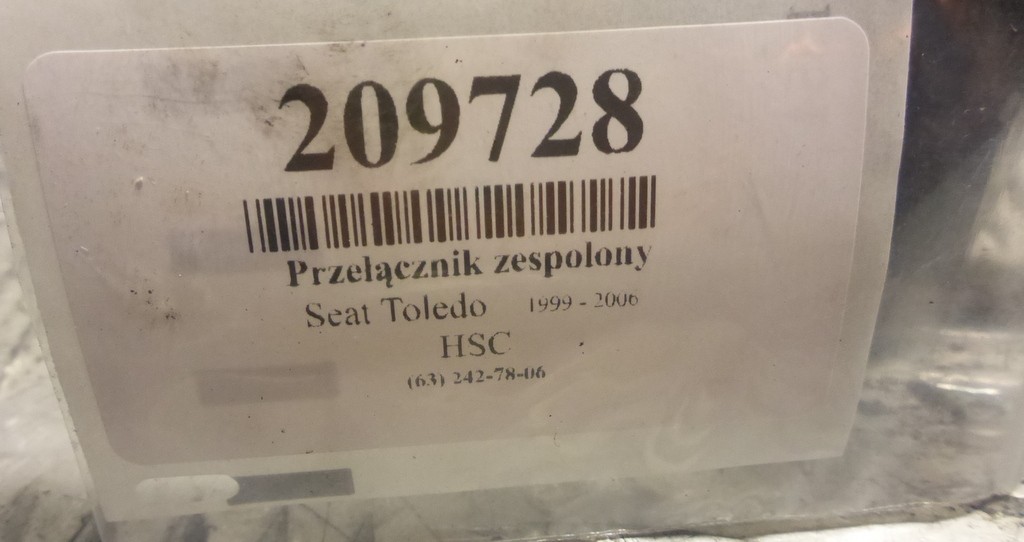 209728
Przełącznik zespolony
Seat Toledo 1999 - 2006
HSC
(63) 242-78-06